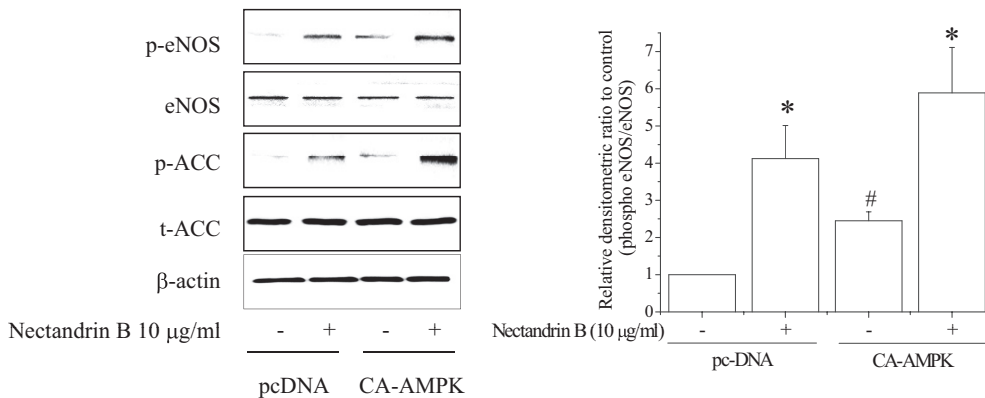 p-eNOS
eNOS
p-ACC
t-ACC
β-actin
Nectandrin B 10 μg/ml - + - +
pcDNA CA-AMPK
Relative densitometric ratio to control
(phospho eNOS/eNOS)
7
6
5
4
3
2
1
0
*
#
*
Nectandrin B (10 μg/ml) - + - +
pc-DNA CA-AMPK